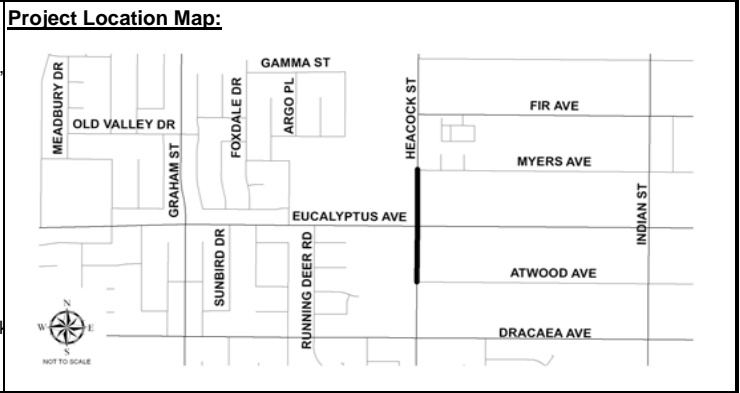 Project Location Map:
GAMMA ST
MEADBURY DR
FOXDALE DR
ARGO PL
HEACOCK ST
FIR AVE
OLD VALLEY DR
MYERS AVE
GRAHAM ST
INDIAN ST
EUCALYPTUS AVE
SUNBIRD DR
RUNNING DEER RD
ATWOOD AVE
DRACAEA AVE
N
W E
S
NOT TO SCALE